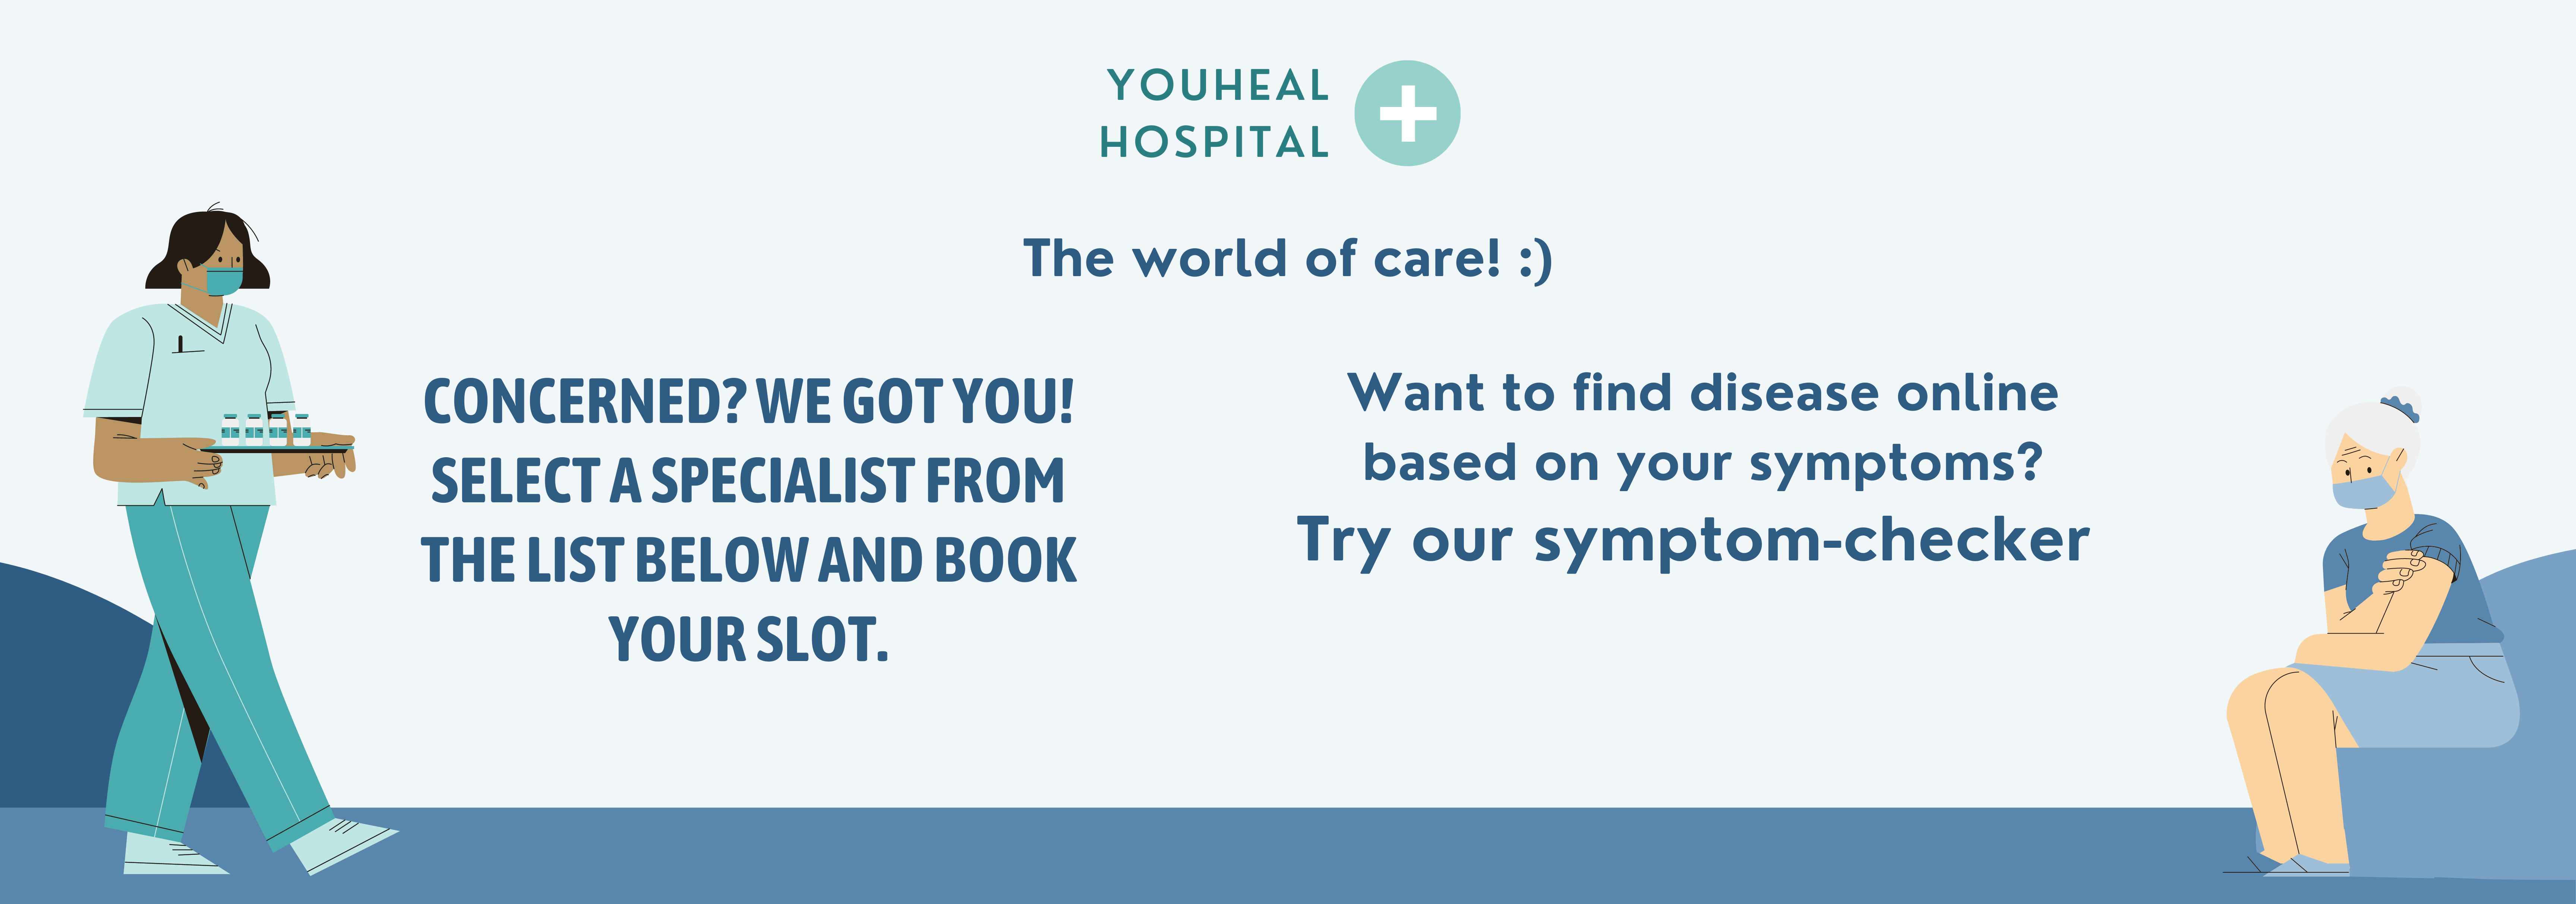 YOUHEAL
HOSPITAL
The world of care! :)
CONCERNED? WE GOT YOU!
SELECT A SPECIALIST FROM
THE LIST BELOW AND BOOK
YOUR SLOT.
Want to find disease online
based on your symptoms?
Try our symptom-checker